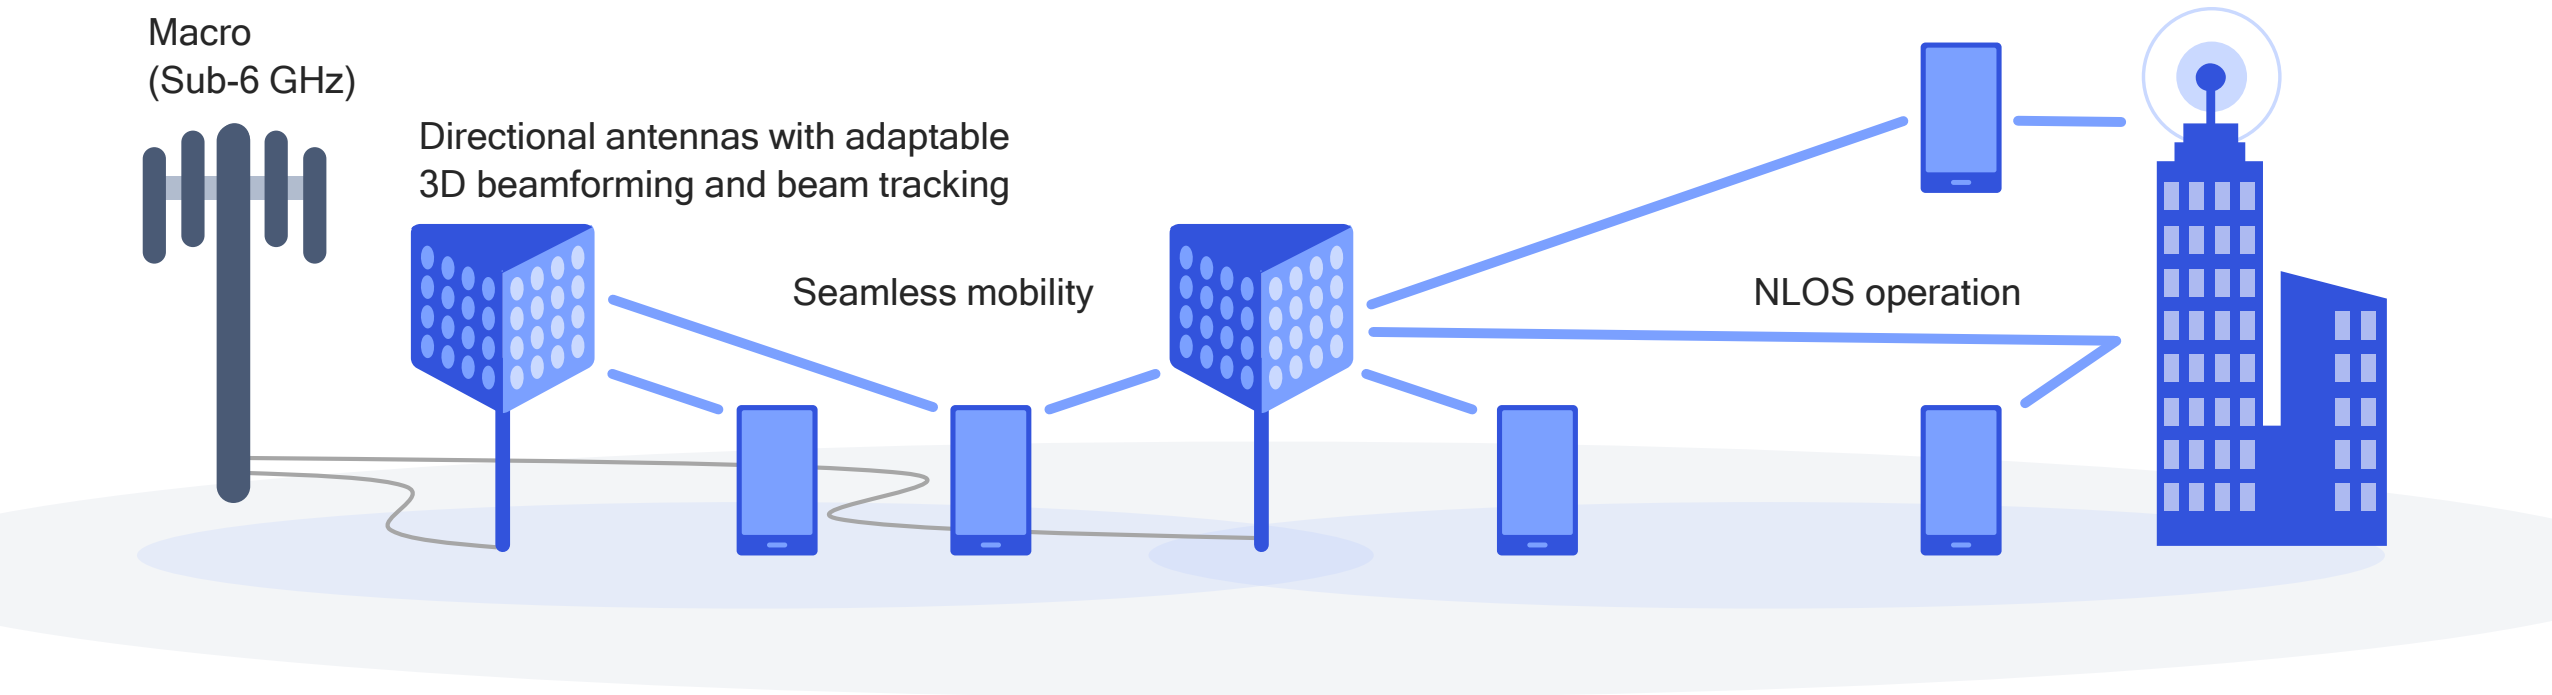 Macro
(Sub-6 GHz)
Directional antennas with adaptable
3D beamforming and beam tracking
Seamless mobility
NLOS operation